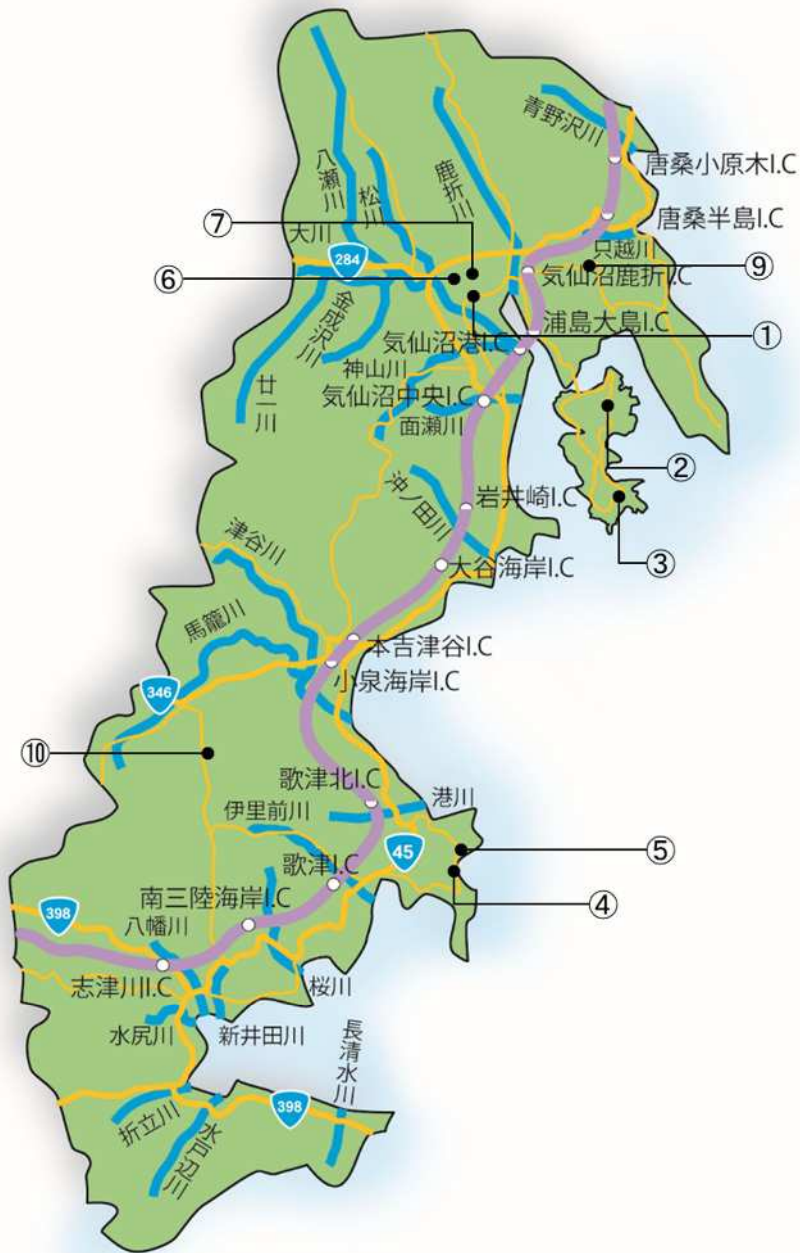 青野沢川
唐桑小原木I.C
八瀬川
松川
鹿折川
唐桑半島I.C
⑦
大川
284
只越川
⑥
⑨
気仙沼鹿折I.C
金成沢川
浦島大島I.C
①
気仙沼港I.C
神山川
廿一川
気仙沼中央I.C
面瀬川
②
沖ノ田川
岩井崎I.C
③
津谷川
大谷海岸I.C
馬籠川
本吉津谷I.C
小泉海岸I.C
346
⑩
歌津北I.C
港川
伊里前川
45
⑤
歌津I.C
④
南三陸海岸I.C
398
八幡川
志津川I.C
桜川
水尻川
新井田川
長清水川
398
折立川
水戸辺川